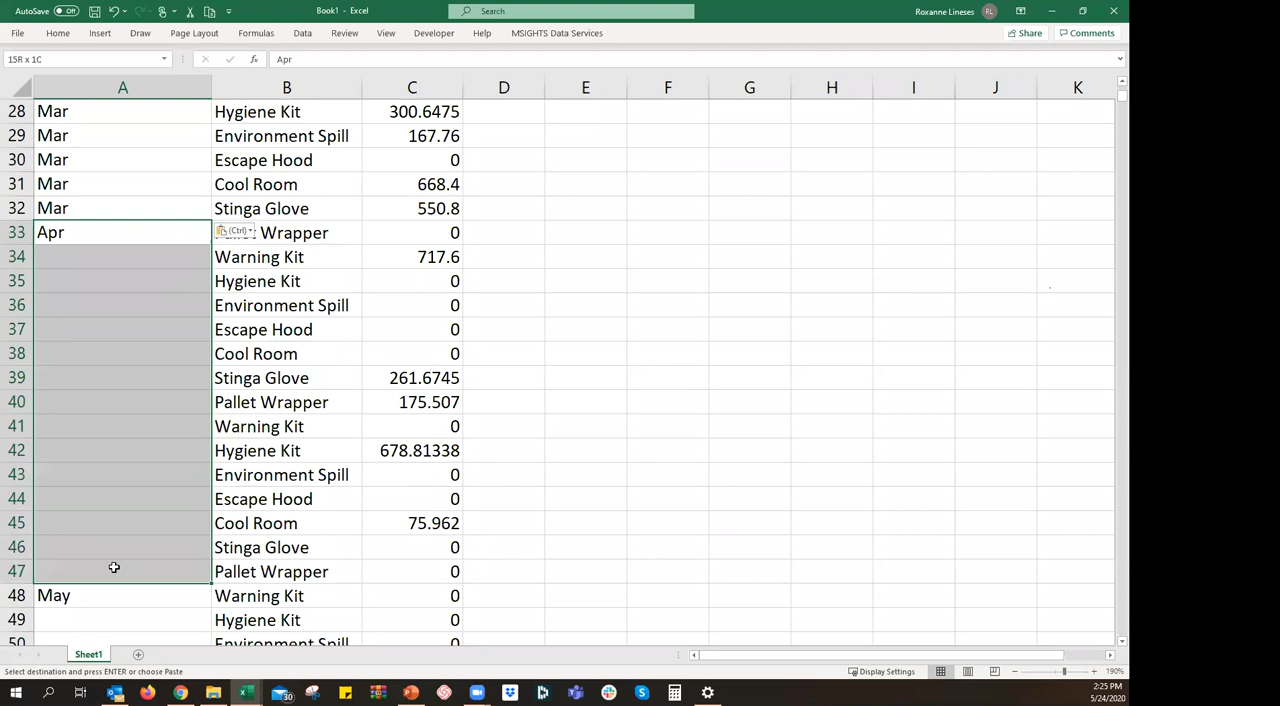 AutoSave Off Book1 - Excel Search Roxanne Lineses RL
File Home Insert Draw Page Layout Formulas Data Review View Developer Help MSIGHTS Data Services Share Comments
15R x 1C fx Apr
A B C D E F G H I J K
28 Mar Hygiene Kit 300.6475
29 Mar Environment Spill 167.76
30 Mar Escape Hood 0
31 Mar Cool Room 668.4
32 Mar Stinga Glove 550.8
33 Apr (Ctrl) Wrapper 0
34 Warning Kit 717.6
35 Hygiene Kit 0
36 Environment Spill 0
37 Escape Hood 0
38 Cool Room 0
39 Stinga Glove 261.6745
40 Pallet Wrapper 175.507
41 Warning Kit 0
42 Hygiene Kit 678.81338
43 Environment Spill 0
44 Escape Hood 0
45 Cool Room 75.962
46 Stinga Glove 0
47 Pallet Wrapper 0
48 May Warning Kit 0
49 Hygiene Kit 0
50 Environment Spill 0
Sheet1
Select destination and press ENTER or choose Paste Display Settings 190%
30 2:25 PM
5/24/2020